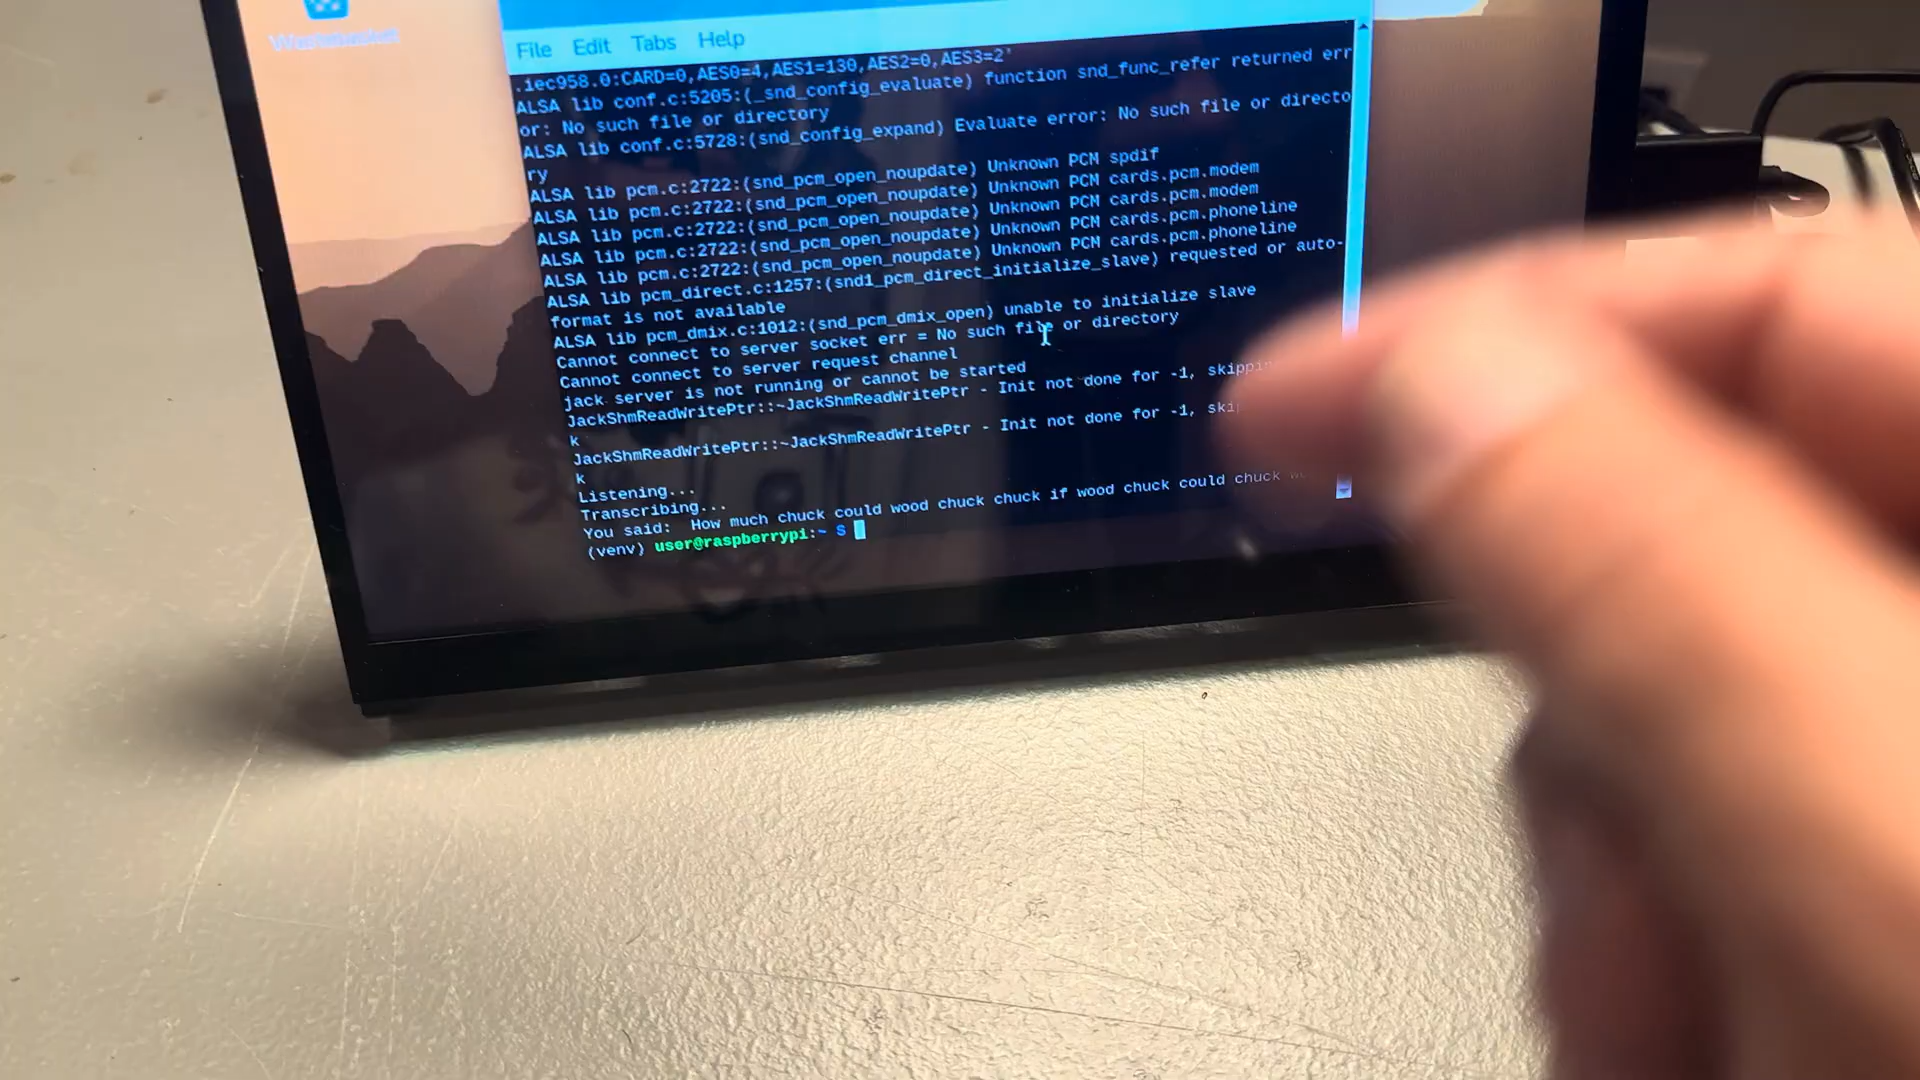 Wastebasket
File Edit Tabs Help
.iec958.0:CARD=0,AES0=4,AES1=130,AES2=0,AES3=2'
ALSA lib conf.c:5205:(_snd_config_evaluate) function snd_func_refer returned err
or: No such file or directory
ALSA lib conf.c:5728:(snd_config_expand) Evaluate error: No such file or directo
ry
ALSA lib pcm.c:2722:(snd_pcm_open_noupdate) Unknown PCM spdif
ALSA lib pcm.c:2722:(snd_pcm_open_noupdate) Unknown PCM cards.pcm.modem
ALSA lib pcm.c:2722:(snd_pcm_open_noupdate) Unknown PCM cards.pcm.modem
ALSA lib pcm.c:2722:(snd_pcm_open_noupdate) Unknown PCM cards.pcm.phoneline
ALSA lib pcm.c:2722:(snd_pcm_open_noupdate) Unknown PCM cards.pcm.phoneline
ALSA lib pcm_direct.c:1257:(snd1_pcm_direct_initialize_slave) requested or auto-
format is not available
ALSA lib pcm_dmix.c:1012:(snd_pcm_dmix_open) unable to initialize slave
Cannot connect to server socket err = No such file or directory
Cannot connect to server request channel
jack server is not running or cannot be started
JackShmReadWritePtr::~JackShmReadWritePtr - Init not done for -1, skippin
k
JackShmReadWritePtr::~JackShmReadWritePtr - Init not done for -1, ski
k
Listening...
Transcribing...
You said:  How much chuck could wood chuck chuck if wood chuck could chuck
(venv) user@raspberrypi:~ $